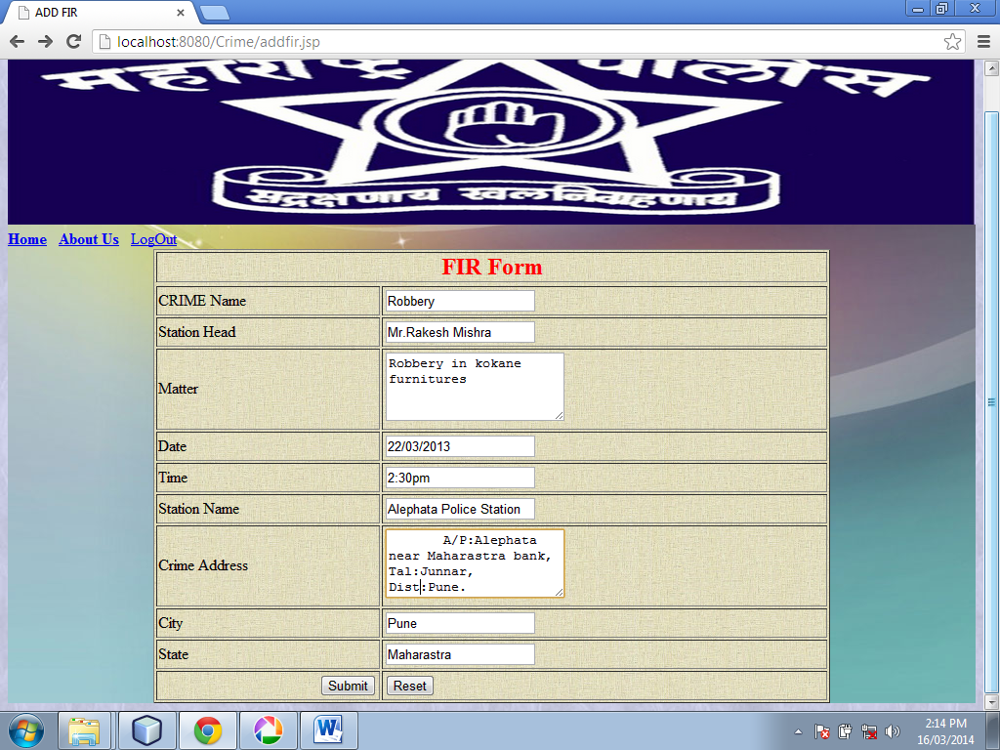 ADD FIR
localhost:8080/Crime/addfir.jsp
महाराष्ट्र पोलीस
सद्रक्षणाय खलनिग्रहणाय
Home About Us LogOut
FIR Form
CRIME Name Robbery
Station Head Mr.Rakesh Mishra
Matter Robbery in kokane
furnitures
Date 22/03/2013
Time 2:30pm
Station Name Alephata Police Station
Crime Address A/P:Alephata
near Maharastra bank,
Tal:Junnar,
Dist:Pune.
City Pune
State Maharastra
Submit Reset
2:14 PM
16/03/2014